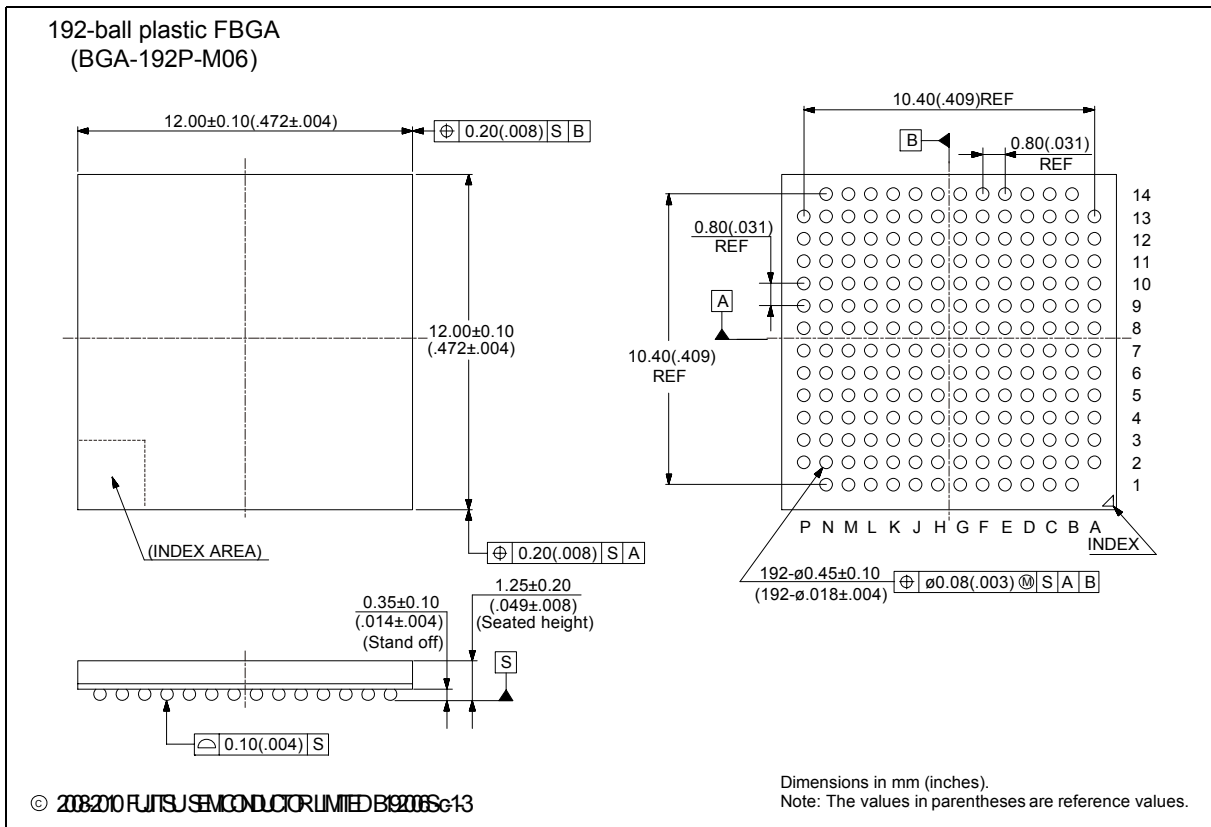 192-ball plastic FBGA
(BGA-192P-M06)
12.00±0.10(.472±.004)
⌖ 0.20(.008) S B
12.00±0.10
(.472±.004)
(INDEX AREA)
⌖ 0.20(.008) S A
0.35±0.10
(.014±.004)
(Stand off)
1.25±0.20
(.049±.008)
(Seated height)
S
⌓ 0.10(.004) S
10.40(.409)REF
B
0.80(.031)
REF
0.80(.031)
REF
A
10.40(.409)
REF
14
13
12
11
10
9
8
7
6
5
4
3
2
1
P N M L K J H G F E D C B A
INDEX
192-ø0.45±0.10
(192-ø.018±.004)
⌖ ø0.08(.003) Ⓜ S A B
Dimensions in mm (inches).
Note: The values in parentheses are reference values.
© 2008-2010 FUJITSU SEMICONDUCTOR LIMITED B192006S-c-1-3